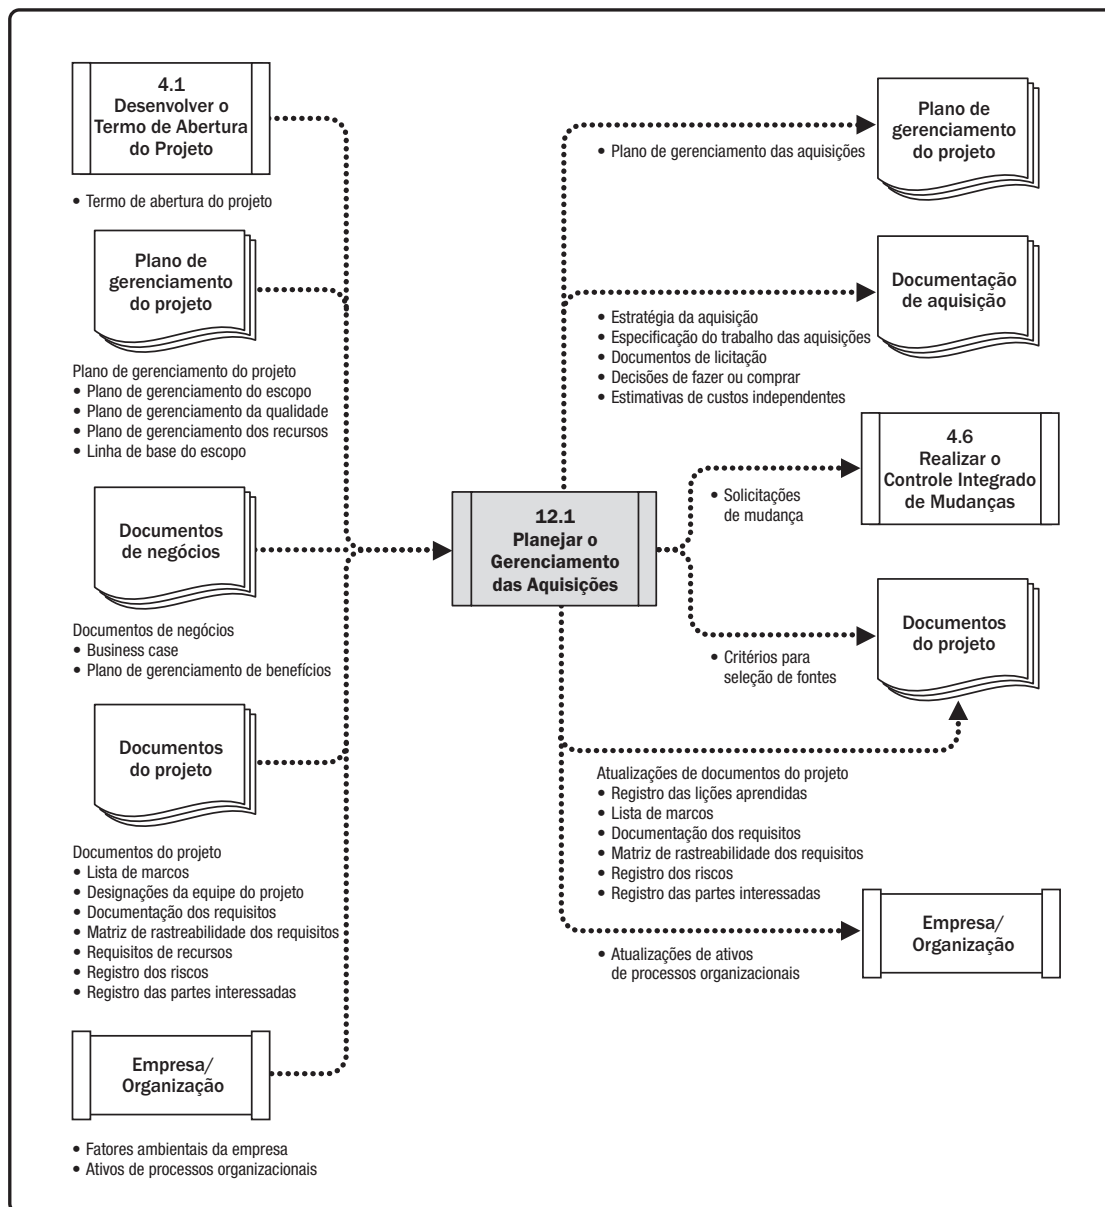 4.1
Desenvolver o
Termo de Abertura
do Projeto
• Termo de abertura do projeto
Plano de
gerenciamento
do projeto
Plano de gerenciamento do projeto
• Plano de gerenciamento do escopo
• Plano de gerenciamento da qualidade
• Plano de gerenciamento dos recursos
• Linha de base do escopo
Documentos
de negócios
Documentos de negócios
• Business case
• Plano de gerenciamento de benefícios
Documentos
do projeto
Documentos do projeto
• Lista de marcos
• Designações da equipe do projeto
• Documentação dos requisitos
• Matriz de rastreabilidade dos requisitos
• Requisitos de recursos
• Registro dos riscos
• Registro das partes interessadas
Empresa/
Organização
• Fatores ambientais da empresa
• Ativos de processos organizacionais
12.1
Planejar o
Gerenciamento
das Aquisições
• Plano de gerenciamento das aquisições
Plano de
gerenciamento
do projeto
• Estratégia da aquisição
• Especificação do trabalho das aquisições
• Documentos de licitação
• Decisões de fazer ou comprar
• Estimativas de custos independentes
Documentação
de aquisição
• Solicitações
de mudança
4.6
Realizar o
Controle Integrado
de Mudanças
• Critérios para
seleção de fontes
Documentos
do projeto
Atualizações de documentos do projeto
• Registro das lições aprendidas
• Lista de marcos
• Documentação dos requisitos
• Matriz de rastreabilidade dos requisitos
• Registro dos riscos
• Registro das partes interessadas
• Atualizações de ativos
de processos organizacionais
Empresa/
Organização